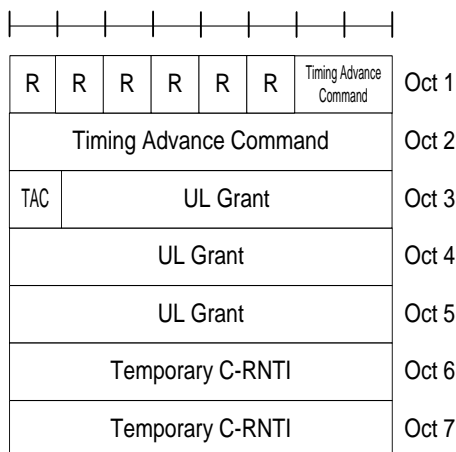 R R R R R R Timing Advance Command Oct 1
Timing Advance Command Oct 2
TAC UL Grant Oct 3
UL Grant Oct 4
UL Grant Oct 5
Temporary C-RNTI Oct 6
Temporary C-RNTI Oct 7